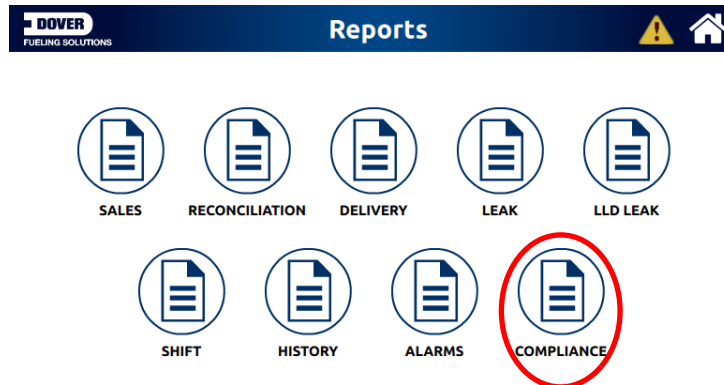 DOVER
FUELING SOLUTIONS
Reports
SALES RECONCILIATION DELIVERY LEAK LLD LEAK
SHIFT HISTORY ALARMS COMPLIANCE